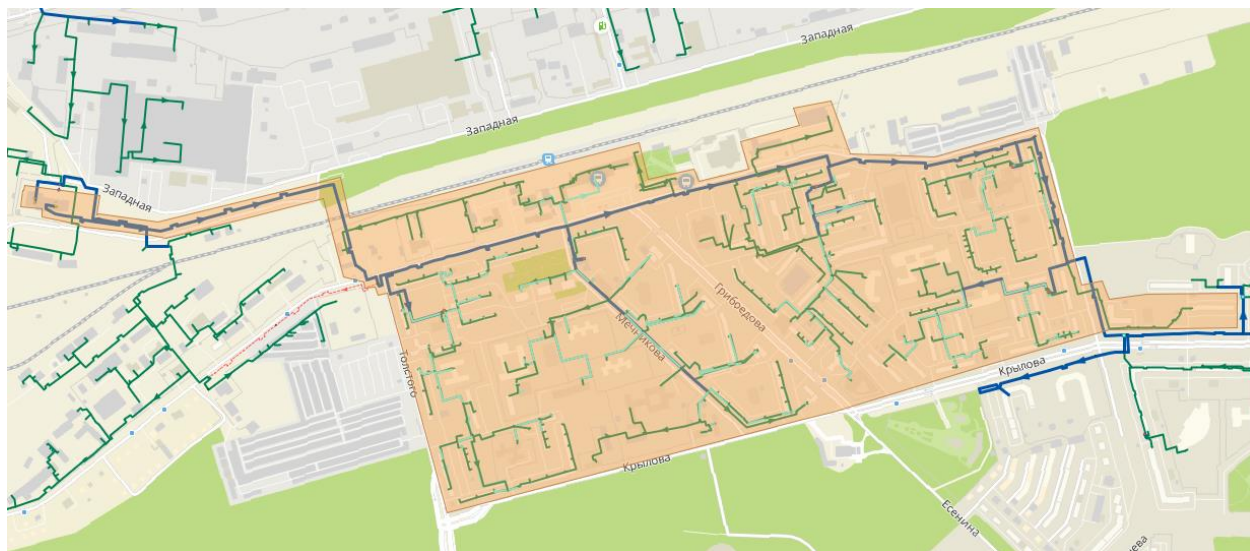 Западная
Западная
Западная
Грибоедова
Мечникова
Толстого
Крылова
Крылова
Есенина